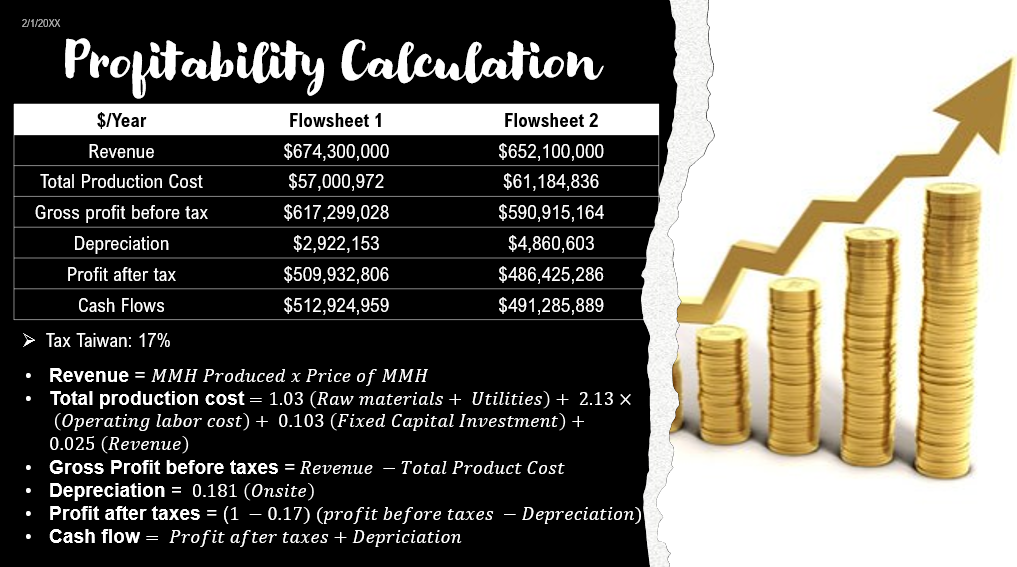 2/1/20XX
Profitability Calculation
$/Year Flowsheet 1 Flowsheet 2
Revenue $674,300,000 $652,100,000
Total Production Cost $57,000,972 $61,184,836
Gross profit before tax $617,299,028 $590,915,164
Depreciation $2,922,153 $4,860,603
Profit after tax $509,932,806 $486,425,286
Cash Flows $512,924,959 $491,285,889
➢ Tax Taiwan: 17%
• Revenue = MMH Produced x Price of MMH
• Total production cost = 1.03 (Raw materials + Utilities) + 2.13 ×
(Operating labor cost) + 0.103 (Fixed Capital Investment) +
0.025 (Revenue)
• Gross Profit before taxes = Revenue − Total Product Cost
• Depreciation = 0.181 (Onsite)
• Profit after taxes = (1 − 0.17) (profit before taxes − Depreciation)
• Cash flow = Profit after taxes + Depriciation